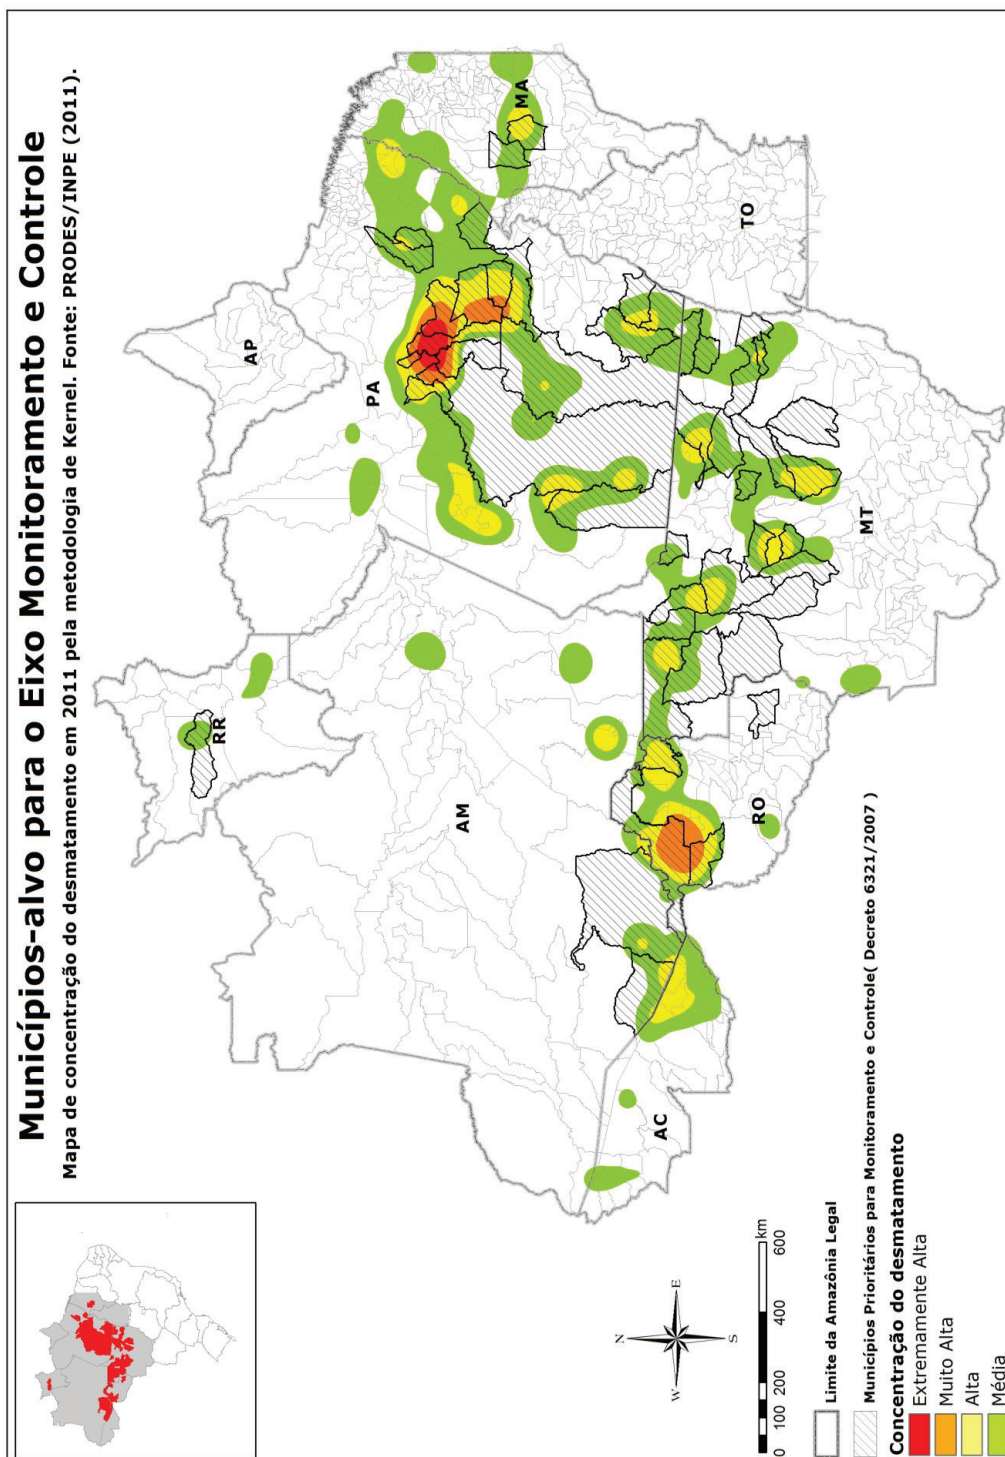 Municípios-alvo para o Eixo Monitoramento e Controle
Mapa de concentração do desmatamento em 2011 pela metodologia de Kernel. Fonte: PRODES/INPE (2011).
RR
AP
AM
PA
MA
AC
RO
MT
TO
N
W
E
S
0
100
200
400
600
km
Limite da Amazônia Legal
Municípios Prioritários para Monitoramento e Controle( Decreto 6321/2007 )
Concentração do desmatamento
Extremamente Alta
Muito Alta
Alta
Média